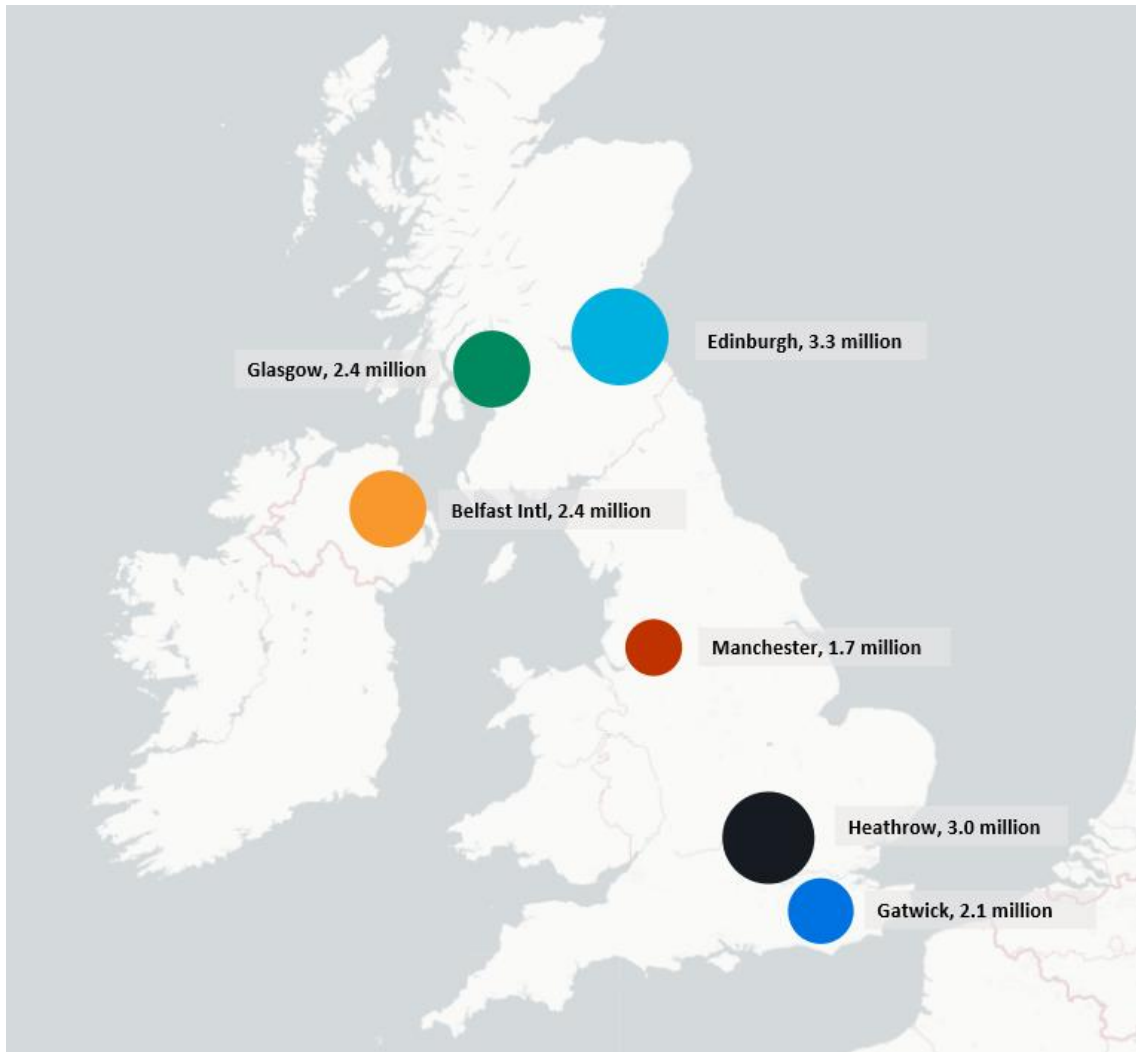 Edinburgh, 3.3 million
Glasgow, 2.4 million
Belfast Intl, 2.4 million
Manchester, 1.7 million
Heathrow, 3.0 million
Gatwick, 2.1 million